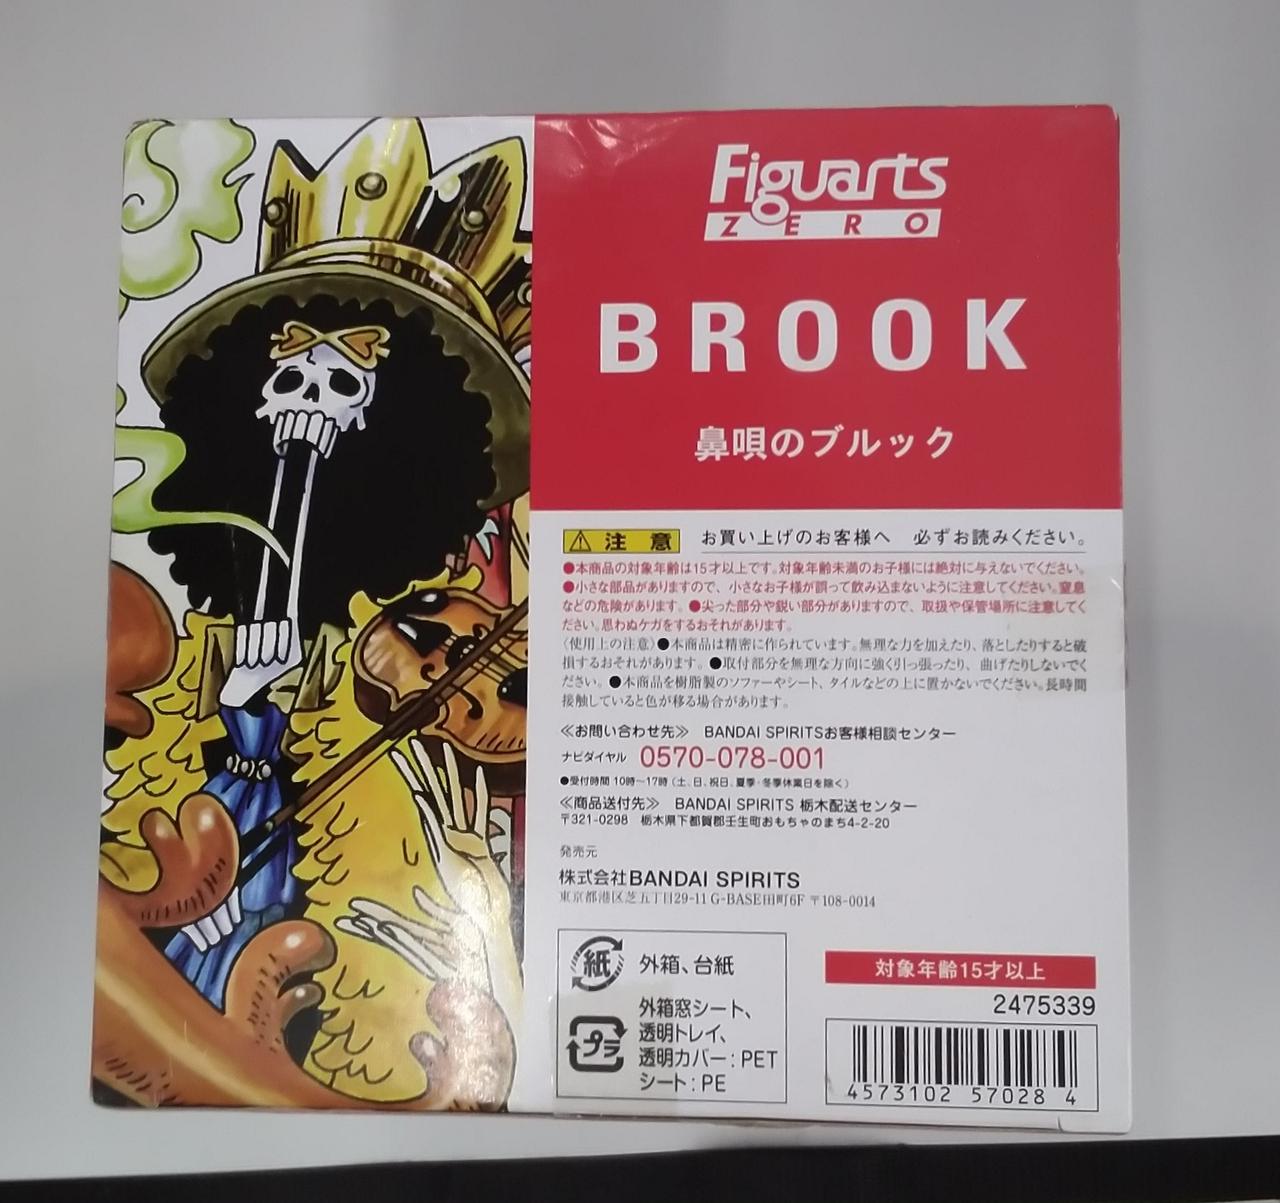 Figuarts
ZERO
BROOK
鼻唄のブルック
注意 お買い上げのお客様へ 必ずお読みください。
●本商品の対象年齢は15才以上です。対象年齢未満のお子様には絶対に与えないでください。
●小さな部品がありますので、小さなお子様が誤って飲み込まないように注意してください。窒息
などの危険があります。●尖った部分や鋭い部分がありますので、取扱や保管場所に注意してく
ださい。思わぬケガをするおそれがあります。
〈使用上の注意〉●本商品は精密に作られています。無理な力を加えたり、落としたりすると破
損するおそれがあります。●取付部分を無理な方向に強く引っ張ったり、曲げたりしないでく
ださい。●本商品を樹脂製のソファーやシート、タイルなどの上に置かないでください。長時間
接触していると色が移る場合があります。
≪お問い合わせ先≫ BANDAI SPIRITSお客様相談センター
ナビダイヤル 0570-078-001
●受付時間 10時〜17時(土、日、祝日、夏季・冬季休業日を除く)
≪商品送付先≫ BANDAI SPIRITS 栃木配送センター
〒321-0298 栃木県下都賀郡壬生町おもちゃのまち4-2-20
発売元
株式会社BANDAI SPIRITS
東京都港区芝五丁目29-11 G-BASE田町6F 〒108-0014
紙 外箱、台紙
プラ 外箱窓シート、
透明トレイ、
透明カバー:PET
シート:PE
対象年齢15才以上
2475339
4573102 57028 4